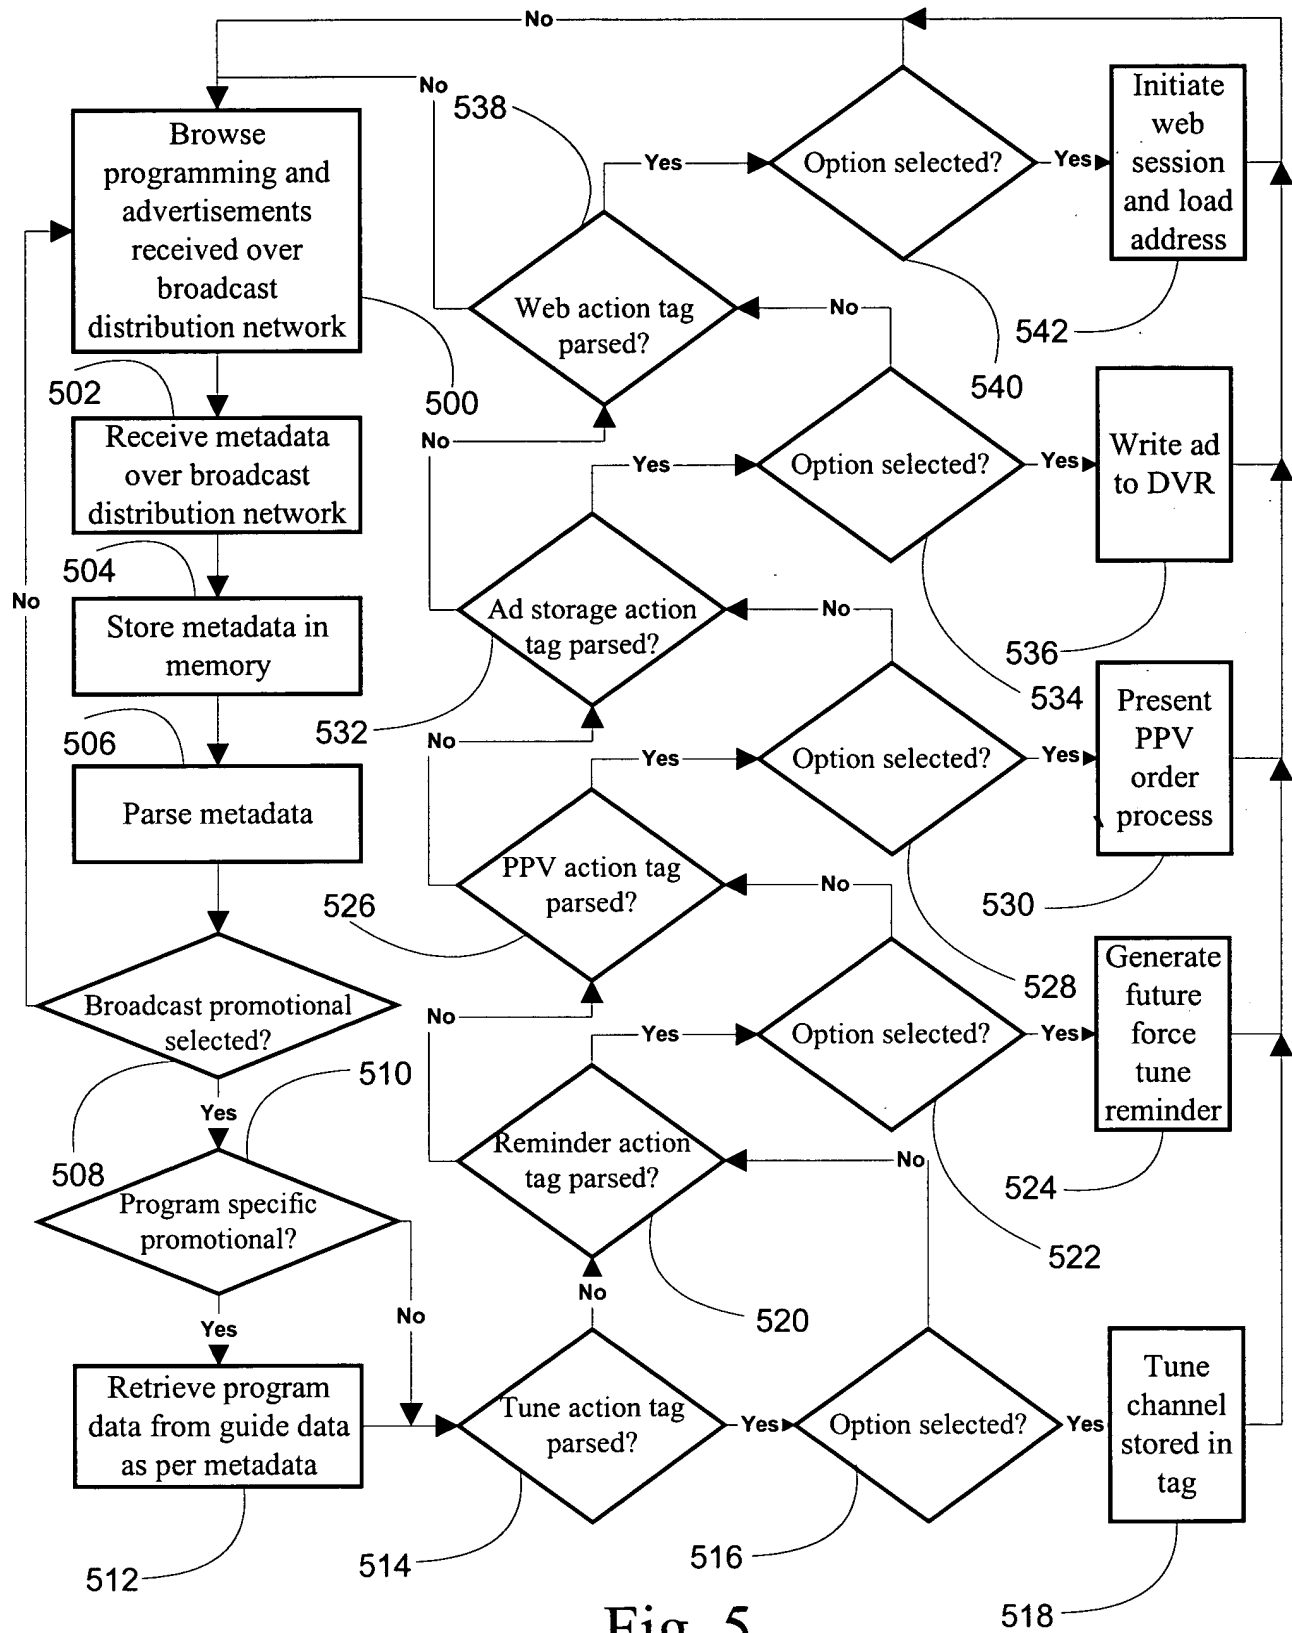 No
No
538
Browse
programming and
advertisements
received over
broadcast
distribution network
Yes
Option selected?
Yes
Initiate
web
session
and load
address
Web action tag
parsed?
No
542
540
502
500
Receive metadata
over broadcast
distribution network
No
Yes
Option selected?
Yes
Write ad
to DVR
504
No
Store metadata in
memory
Ad storage action
tag parsed?
No
536
534
532
506
No
Yes
Option selected?
Yes
Present
PPV
order
process
Parse metadata
PPV action tag
parsed?
No
526
530
528
Broadcast promotional
selected?
No
Yes
Option selected?
Yes
Generate
future
force
tune
reminder
510
Yes
508
Reminder action
tag parsed?
No
524
522
Program specific
promotional?
No
520
No
Yes
Retrieve program
data from guide data
as per metadata
Tune action tag
parsed?
Yes
Option selected?
Yes
Tune
channel
stored in
tag
512
514
516
518
Fig. 5